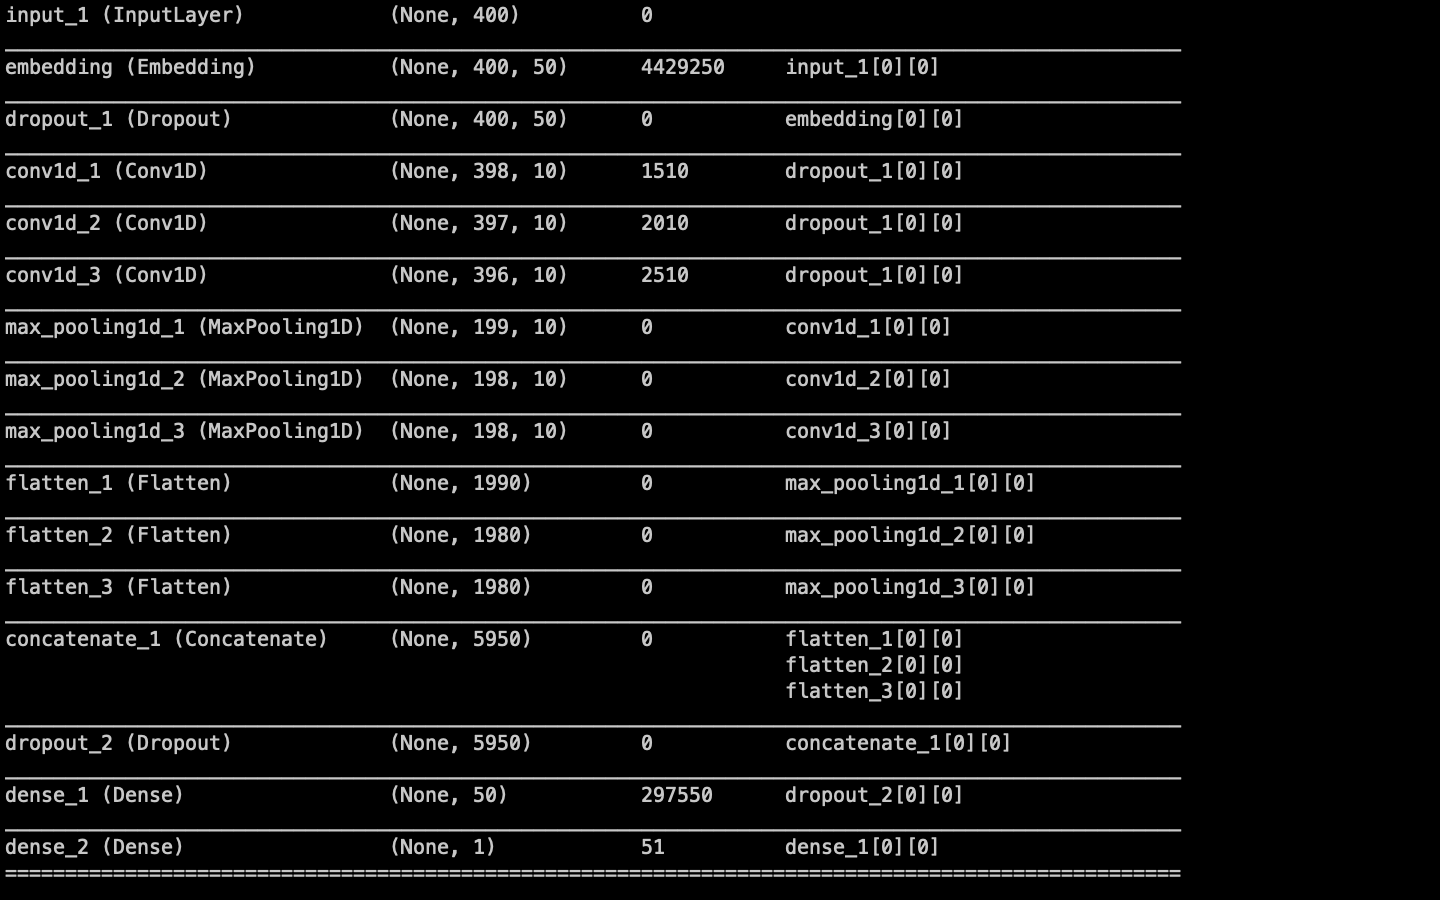 input_1 (InputLayer) (None, 400) 0
embedding (Embedding) (None, 400, 50) 4429250 input_1[0][0]
dropout_1 (Dropout) (None, 400, 50) 0 embedding[0][0]
conv1d_1 (Conv1D) (None, 398, 10) 1510 dropout_1[0][0]
conv1d_2 (Conv1D) (None, 397, 10) 2010 dropout_1[0][0]
conv1d_3 (Conv1D) (None, 396, 10) 2510 dropout_1[0][0]
max_pooling1d_1 (MaxPooling1D) (None, 199, 10) 0 conv1d_1[0][0]
max_pooling1d_2 (MaxPooling1D) (None, 198, 10) 0 conv1d_2[0][0]
max_pooling1d_3 (MaxPooling1D) (None, 198, 10) 0 conv1d_3[0][0]
flatten_1 (Flatten) (None, 1990) 0 max_pooling1d_1[0][0]
flatten_2 (Flatten) (None, 1980) 0 max_pooling1d_2[0][0]
flatten_3 (Flatten) (None, 1980) 0 max_pooling1d_3[0][0]
concatenate_1 (Concatenate) (None, 5950) 0 flatten_1[0][0]
flatten_2[0][0]
flatten_3[0][0]
dropout_2 (Dropout) (None, 5950) 0 concatenate_1[0][0]
dense_1 (Dense) (None, 50) 297550 dropout_2[0][0]
dense_2 (Dense) (None, 1) 51 dense_1[0][0]